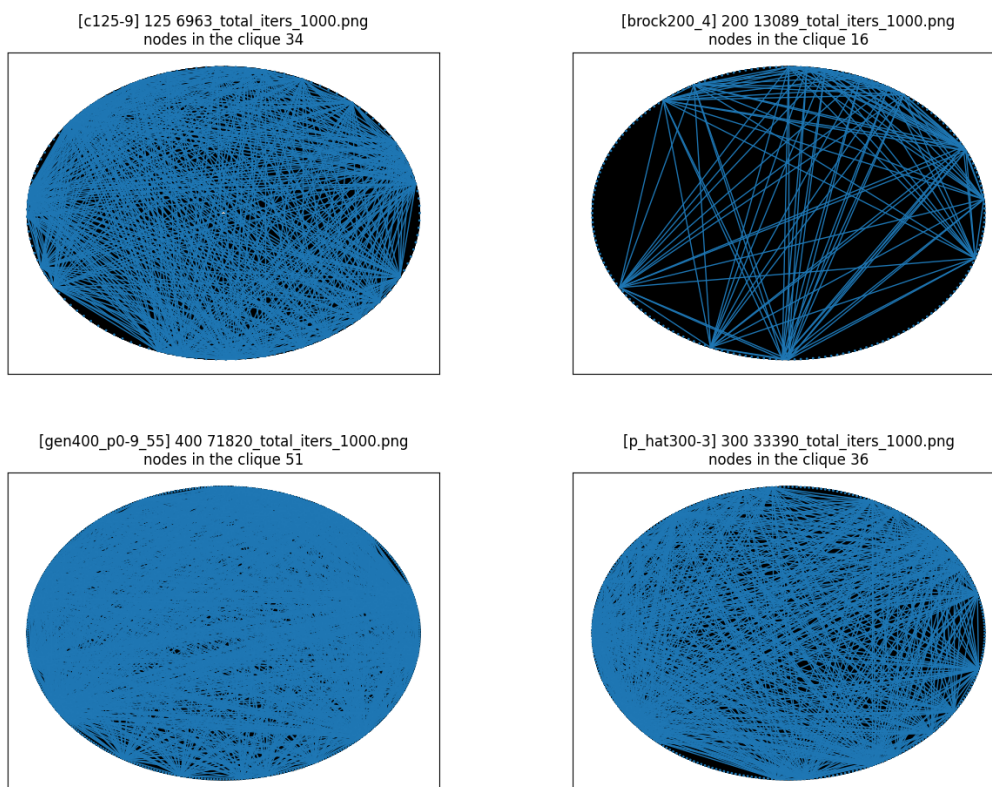 [c125-9] 125 6963_total_iters_1000.png
nodes in the clique 34
[brock200_4] 200 13089_total_iters_1000.png
nodes in the clique 16
[gen400_p0-9_55] 400 71820_total_iters_1000.png
nodes in the clique 51
[p_hat300-3] 300 33390_total_iters_1000.png
nodes in the clique 36